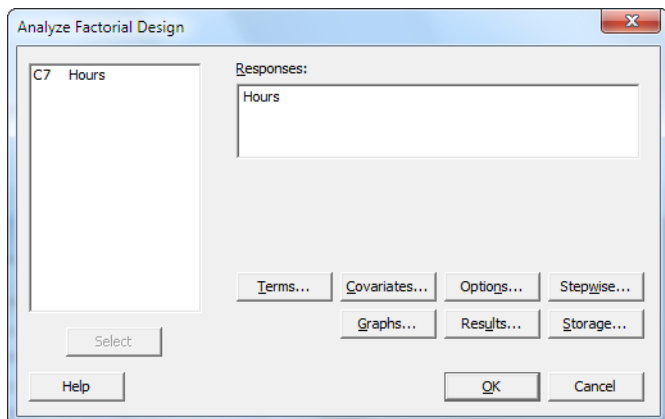 Analyze Factorial Design
C7 Hours
Responses:
Hours
Terms... Covariates... Options... Stepwise...
Graphs... Results... Storage...
Select
Help OK Cancel